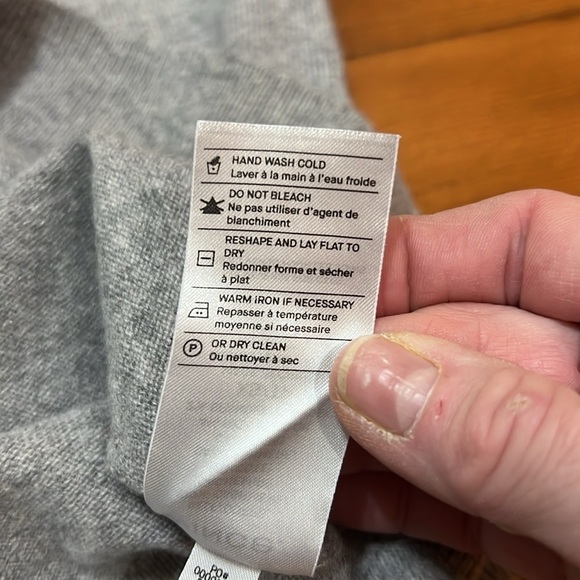 HAND WASH COLD
Laver à la main à l'eau froide
DO NOT BLEACH
Ne pas utiliser d'agent de
blanchiment
RESHAPE AND LAY FLAT TO
DRY
Redonner forme et sécher
à plat
WARM IRON IF NECESSARY
Repasser à température
moyenne si nécessaire
P
OR DRY CLEAN
Ou nettoyer à sec